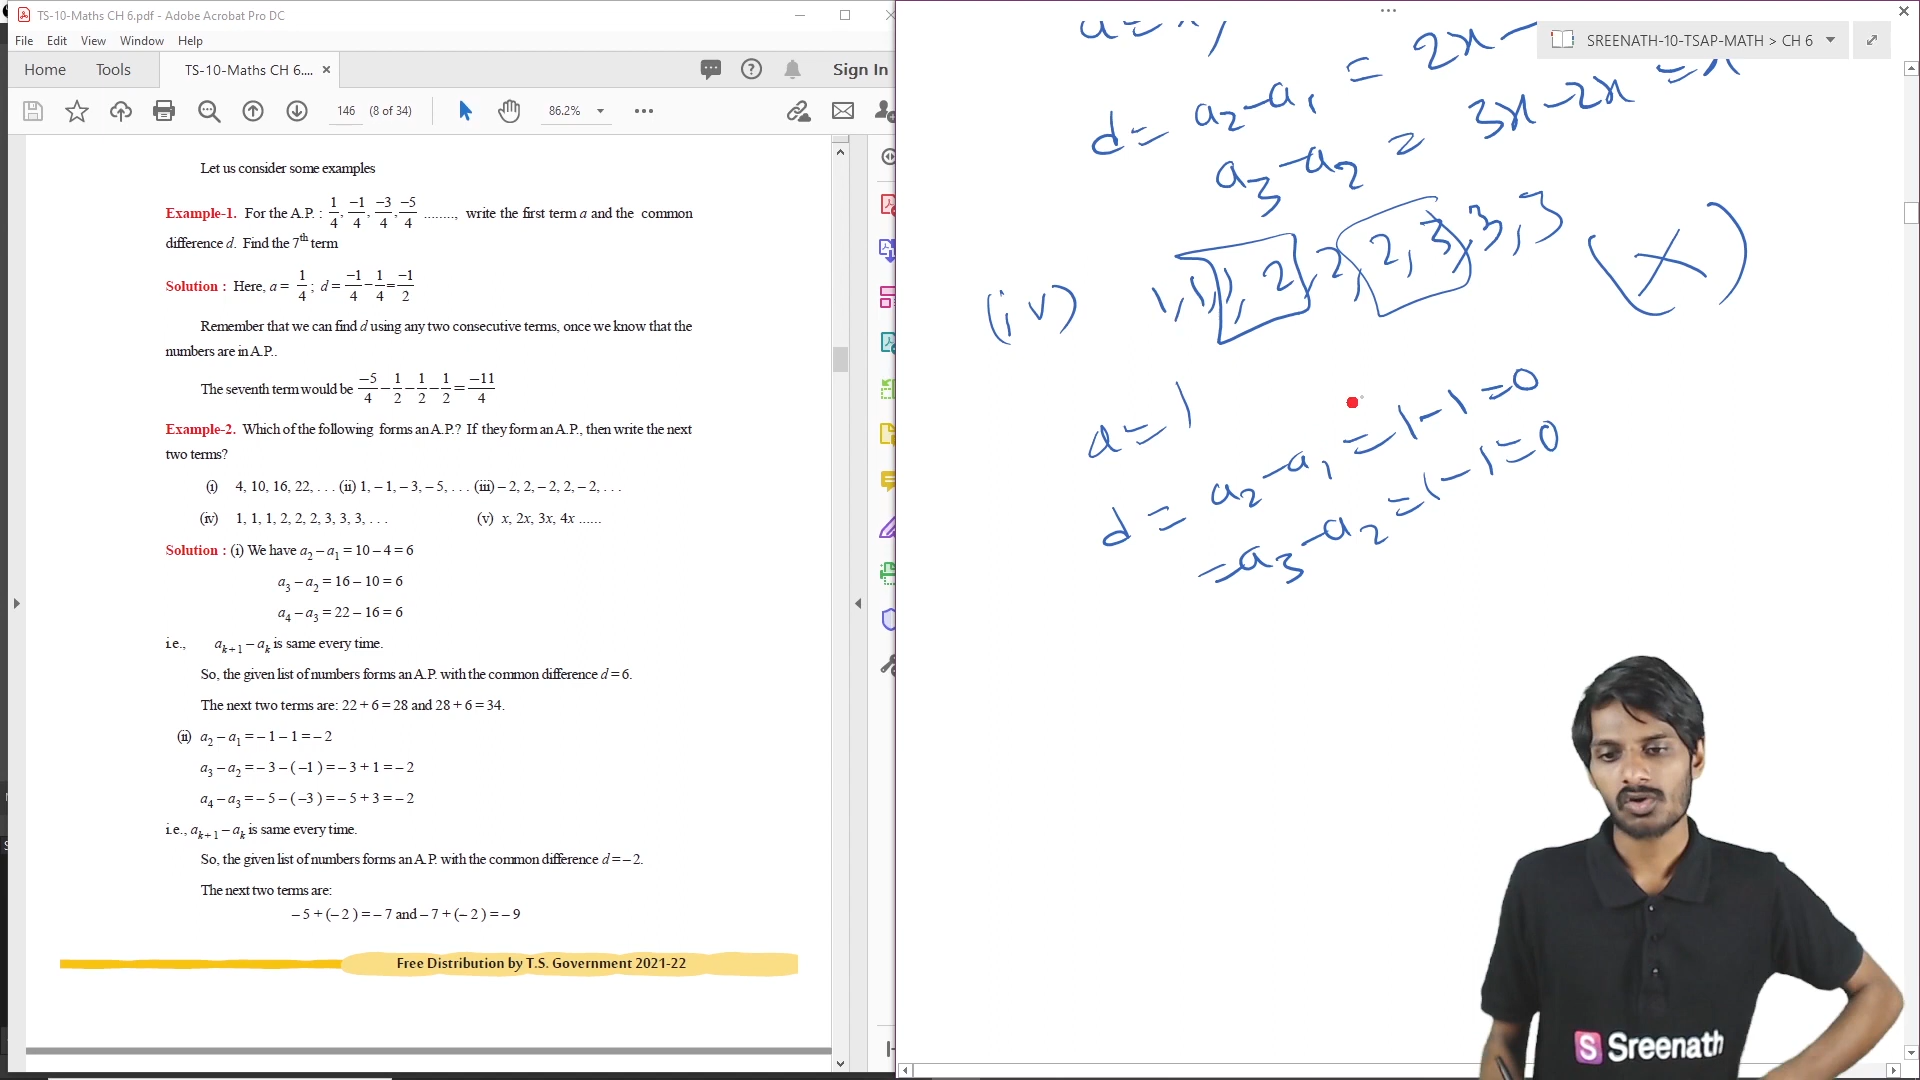 TS-10-Maths CH 6.pdf - Adobe Acrobat Pro DC
File Edit View Window Help
Home Tools TS-10-Maths CH 6.... × Sign In
146 (8 of 34) 86.2%
Let us consider some examples
Example-1. For the A.P. : 1/4, −1/4, −3/4, −5/4 ........, write the first term a and the common
difference d. Find the 7th term
Solution : Here, a = 1/4 ; d = −1/4 − 1/4 = −1/2
Remember that we can find d using any two consecutive terms, once we know that the
numbers are in A.P..
The seventh term would be −5/4 − 1/2 − 1/2 − 1/2 = −11/4
Example-2. Which of the following forms an A.P.? If they form an A.P., then write the next
two terms?
(i) 4, 10, 16, 22, . . . (ii) 1, – 1, – 3, – 5, . . . (iii) – 2, 2, – 2, 2, – 2, . . .
(iv) 1, 1, 1, 2, 2, 2, 3, 3, 3, . . . (v) x, 2x, 3x, 4x ......
Solution : (i) We have a₂ – a₁ = 10 – 4 = 6
a₃ – a₂ = 16 – 10 = 6
a₄ – a₃ = 22 – 16 = 6
i.e., aₖ₊₁ – aₖ is same every time.
So, the given list of numbers forms an A.P. with the common difference d = 6.
The next two terms are: 22 + 6 = 28 and 28 + 6 = 34.
(ii) a₂ – a₁ = – 1 – 1 = – 2
a₃ – a₂ = – 3 – ( –1 ) = – 3 + 1 = – 2
a₄ – a₃ = – 5 – ( –3 ) = – 5 + 3 = – 2
i.e., aₖ₊₁ – aₖ is same every time.
So, the given list of numbers forms an A.P. with the common difference d = – 2.
The next two terms are:
– 5 + (– 2 ) = – 7 and – 7 + (– 2 ) = – 9
Free Distribution by T.S. Government 2021-22
SREENATH-10-TSAP-MATH > CH 6
d = a₂ – a₁ = 2x –
a₃ – a₂ = 3x – 2x = x
(iv) 1, 1, 1, 2, 2, 2, 3, 3, 3 (X)
a = 1
d = a₂ – a₁ = 1 – 1 = 0
= a₃ – a₂ = 1 – 1 = 0
S Sreenath